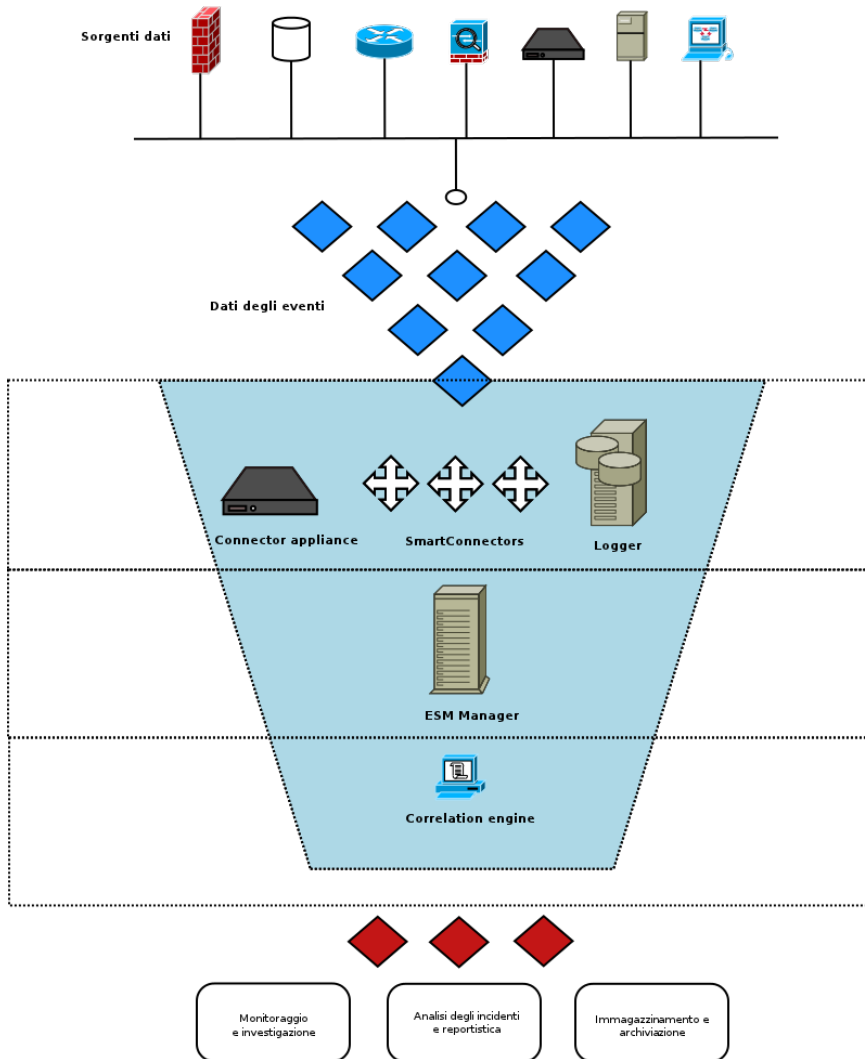 Sorgenti dati
Dati degli eventi
Connector appliance
SmartConnectors
Logger
ESM Manager
Correlation engine
Monitoraggio
e investigazione
Analisi degli incidenti
e reportistica
Immagazzinamento e
archiviazione